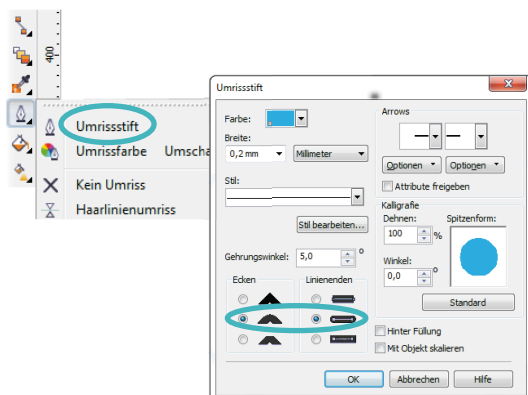 400
Umrissstift
Umrissfarbe Umscha
Kein Umriss
Haarlinienumriss
Umrissstift
Farbe:
Breite:
0,2 mm Millimeter
Stil:
Stil bearbeiten...
Gehrungswinkel: 5,0 °
Ecken Linienenden
Arrows
Optionen Optionen
Attribute freigeben
Kalligrafie
Dehnen: Spitzenform:
100 %
Winkel:
0,0 °
Standard
Hinter Füllung
Mit Objekt skalieren
OK Abbrechen Hilfe